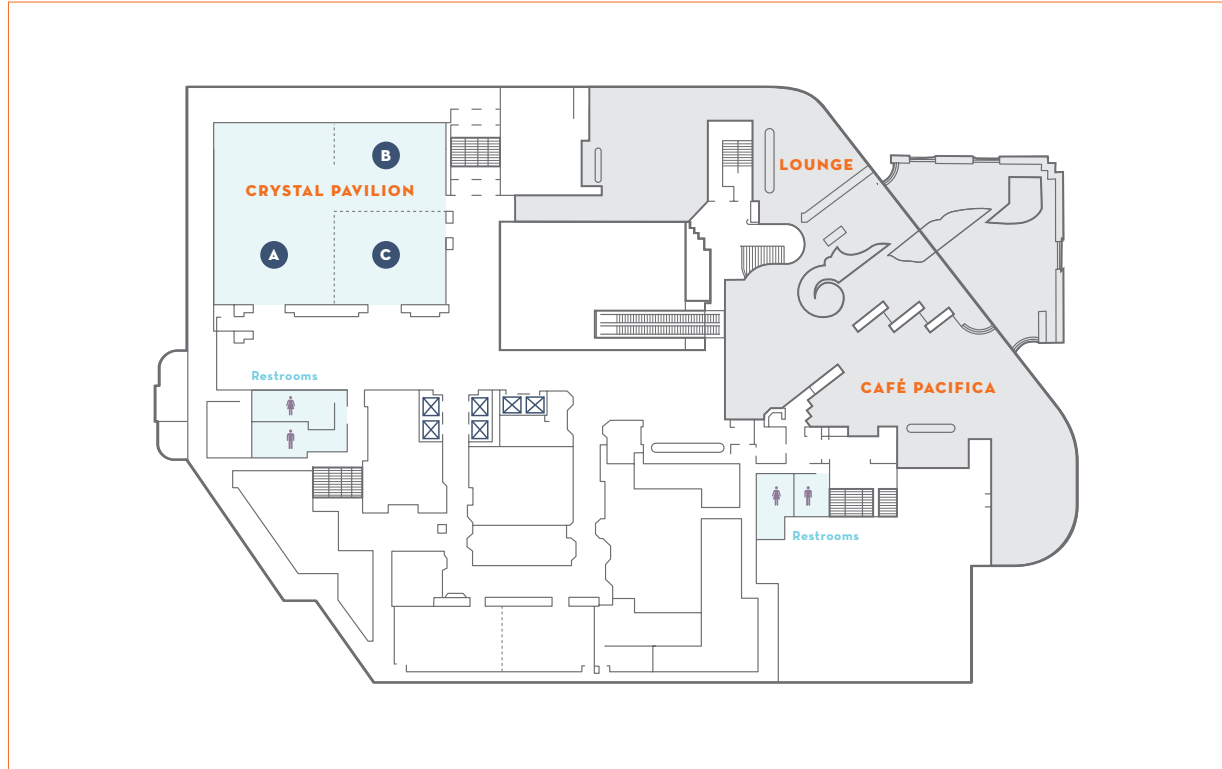 B
LOUNGE
CRYSTAL PAVILION
A
C
Restrooms
CAFÉ PACIFICA
Restrooms